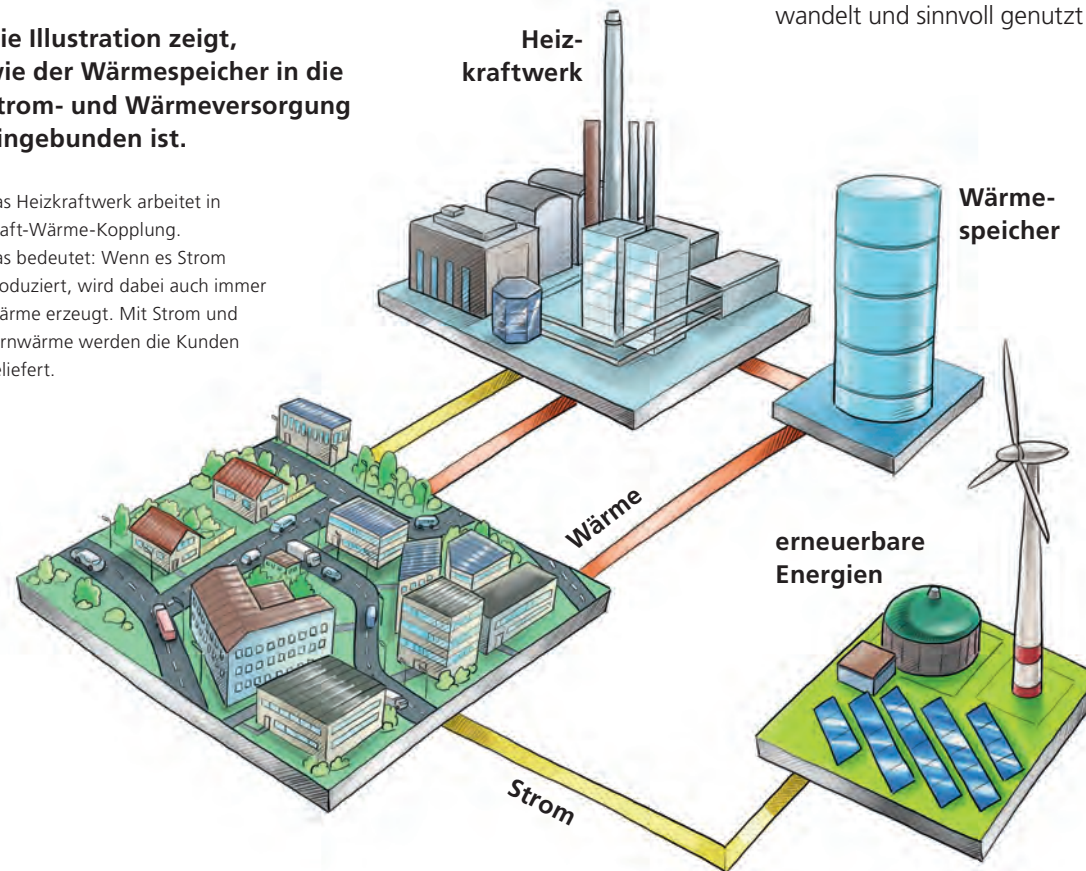 ie Illustration zeigt,
vie der Wärmespeicher in die
trom- und Wärmeversorgung
ingebunden ist.
as Heizkraftwerk arbeitet in
aft-Wärme-Kopplung.
as bedeutet: Wenn es Strom
oduziert, wird dabei auch immer
ärme erzeugt. Mit Strom und
rnwärme werden die Kunden
eliefert.
wandelt und sinnvoll genutzt
Heiz-
kraftwerk
Wärme-
speicher
Wärme
erneuerbare
Energien
Strom